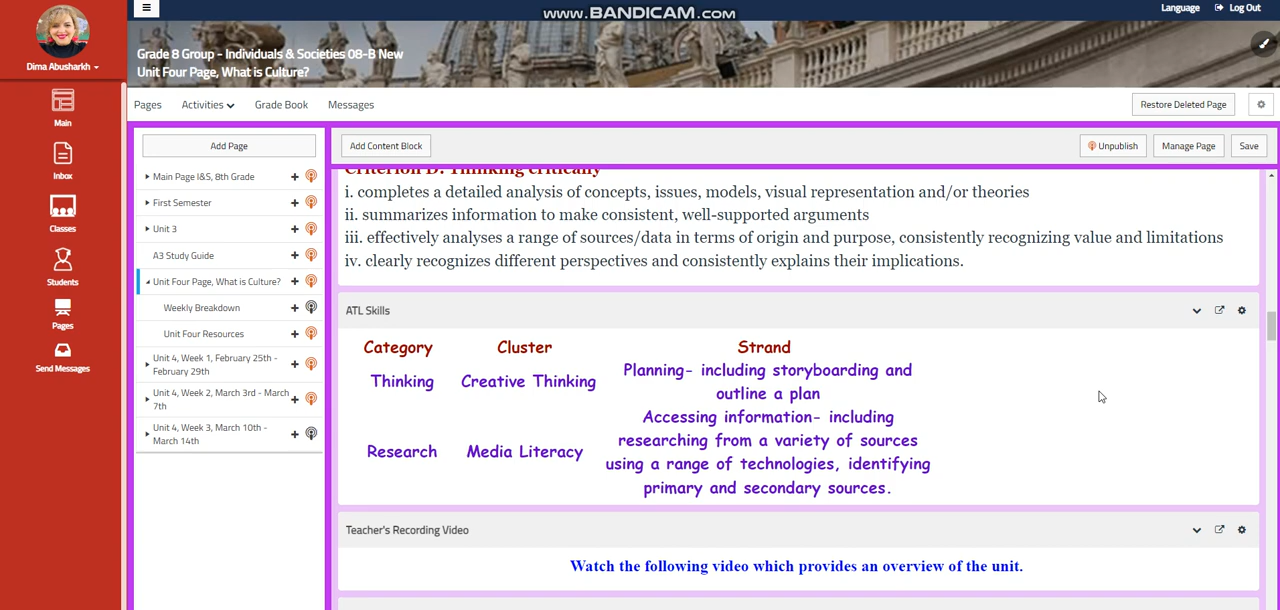 www.BANDICAM.com
Language
Log Out
Dima Abusharkh
Grade 8 Group - Individuals & Societies 08-B New
Unit Four Page, What is Culture?
Pages
Activities
Grade Book
Messages
Restore Deleted Page
Main
Inbox
Classes
Students
Pages
Send Messages
Add Page
Main Page I&S, 8th Grade
First Semester
Unit 3
A3 Study Guide
Unit Four Page, What is Culture?
Weekly Breakdown
Unit Four Resources
Unit 4, Week 1, February 25th -
February 29th
Unit 4, Week 2, March 3rd - March
7th
Unit 4, Week 3, March 10th -
March 14th
Add Content Block
Unpublish
Manage Page
Save
Criterion D: Thinking critically
i. completes a detailed analysis of concepts, issues, models, visual representation and/or theories
ii. summarizes information to make consistent, well-supported arguments
iii. effectively analyses a range of sources/data in terms of origin and purpose, consistently recognizing value and limitations
iv. clearly recognizes different perspectives and consistently explains their implications.
ATL Skills
Category Cluster Strand
Thinking Creative Thinking Planning- including storyboarding and
outline a plan
Research Media Literacy Accessing information- including
researching from a variety of sources
using a range of technologies, identifying
primary and secondary sources.
Teacher's Recording Video
Watch the following video which provides an overview of the unit.